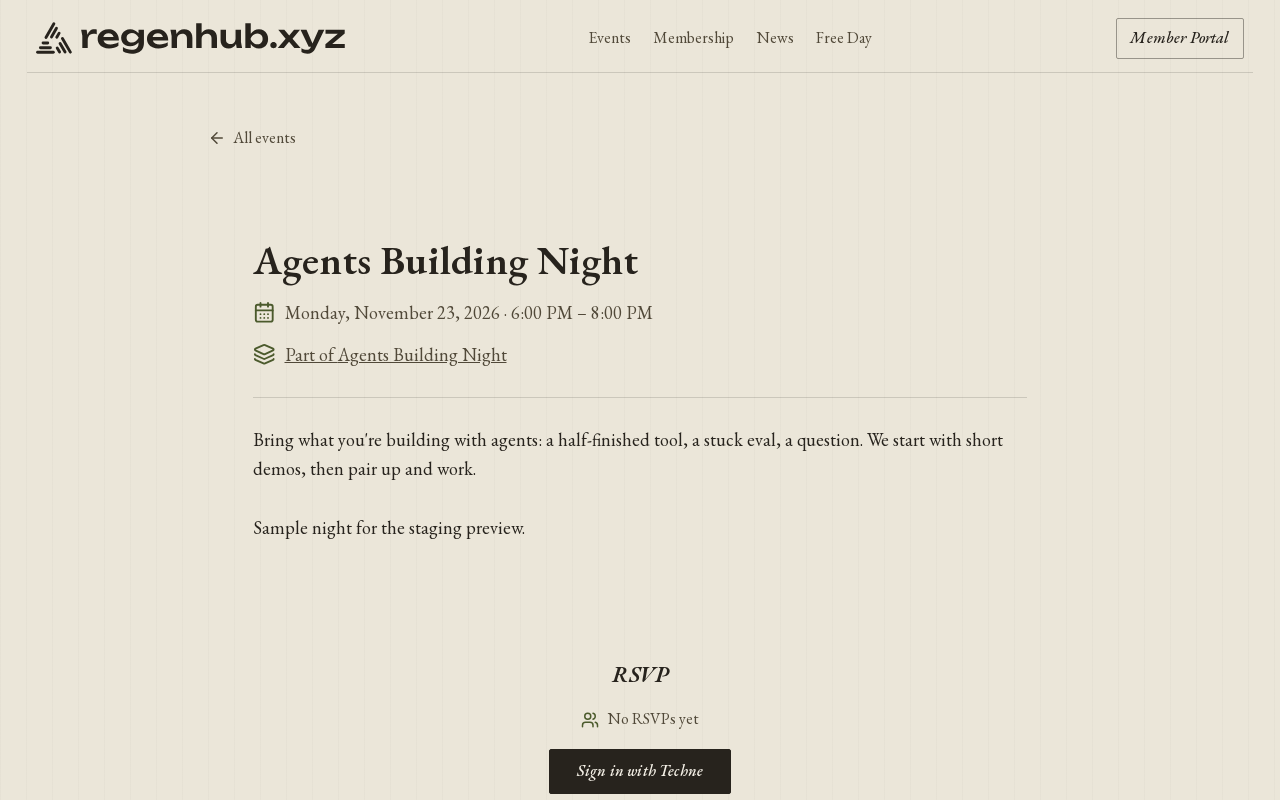 regenhub.xyz
Events
Membership
News
Free Day
Member Portal
All events
Agents Building Night
Monday, November 23, 2026 · 6:00 PM – 8:00 PM
Part of Agents Building Night
Bring what you're building with agents: a half-finished tool, a stuck eval, a question. We start with short
demos, then pair up and work.
Sample night for the staging preview.
RSVP
No RSVPs yet
Sign in with Techne